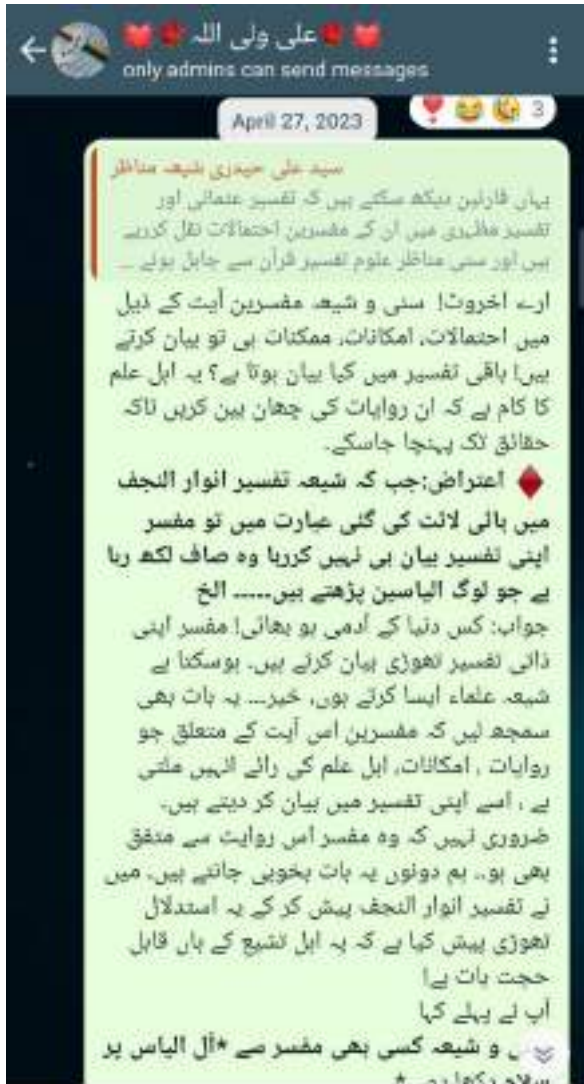 علی ولی اللہ
only admins can send messages
3
April 27, 2023
سید علی حیدری شیعہ مناظر
یہاں قارئین دیکھ سکتے ہیں کہ تفسیر عثمانی اور
تفسیر مظہری میں ان کے مفسرین احتمالات نقل کررہے
ہیں اور سنی مناظر علوم تفسیر قرآن سے جاہل ہوتے ...
ارے اخروٹ! سنی و شیعہ مفسرین آیت کے ذیل
میں احتمالات، امکانات، ممکنات ہی تو بیان کرتے
ہیں! باقی تفسیر میں کیا بیان ہوتا ہے؟ یہ اہل علم
کا کام ہے کہ ان روایات کی چھان بین کریں تاکہ
حقائق تک پہنچا جاسکے۔
اعتراض:جب کہ شیعہ تفسیر انوار النجف
میں ہائی لائٹ کی گئی عبارت میں تو مفسر
اپنی تفسیر بیان ہی نہیں کررہا وہ صاف لکھ رہا
ہے جو لوگ الیاسین پڑھتے ہیں۔۔۔۔۔ الخ
جواب: کس دنیا کے آدمی ہو بھائی! مفسر اپنی
ذاتی تفسیر تھوڑی بیان کرتے ہیں۔ ہوسکتا ہے
شیعہ علماء ایسا کرتے ہوں، خیر... یہ بات بھی
سمجھ لیں کہ مفسرین اس آیت کے متعلق جو
روایات ، امکانات، اہل علم کی رائے انہیں ملتی
ہے ، اسے اپنی تفسیر میں بیان کر دیتے ہیں۔
ضروری نہیں کہ وہ مفسر اس روایت سے متفق
بھی ہو.. ہم دونوں یہ بات بخوبی جانتے ہیں۔ میں
نے تفسیر انوار النجف پیش کر کے یہ استدلال
تھوڑی پیش کیا ہے کہ یہ اہل تشیع کے ہاں قابل
حجت بات ہے!
آپ نے پہلے کہا
و شیعہ کسی بھی مفسر سے *آل الیاس پر